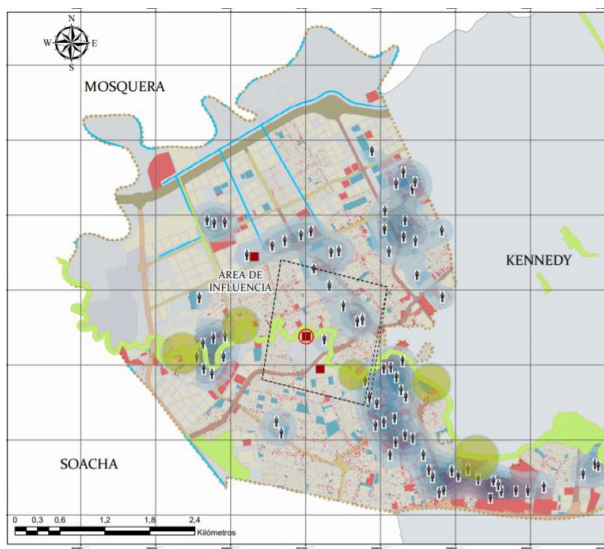 N
W E
S
MOSQUERA
KENNEDY
ÁREA DE
INFLUENCIA
SOACHA
0 0,3 0,6 1,2 1,8 2,4
Kilómetros